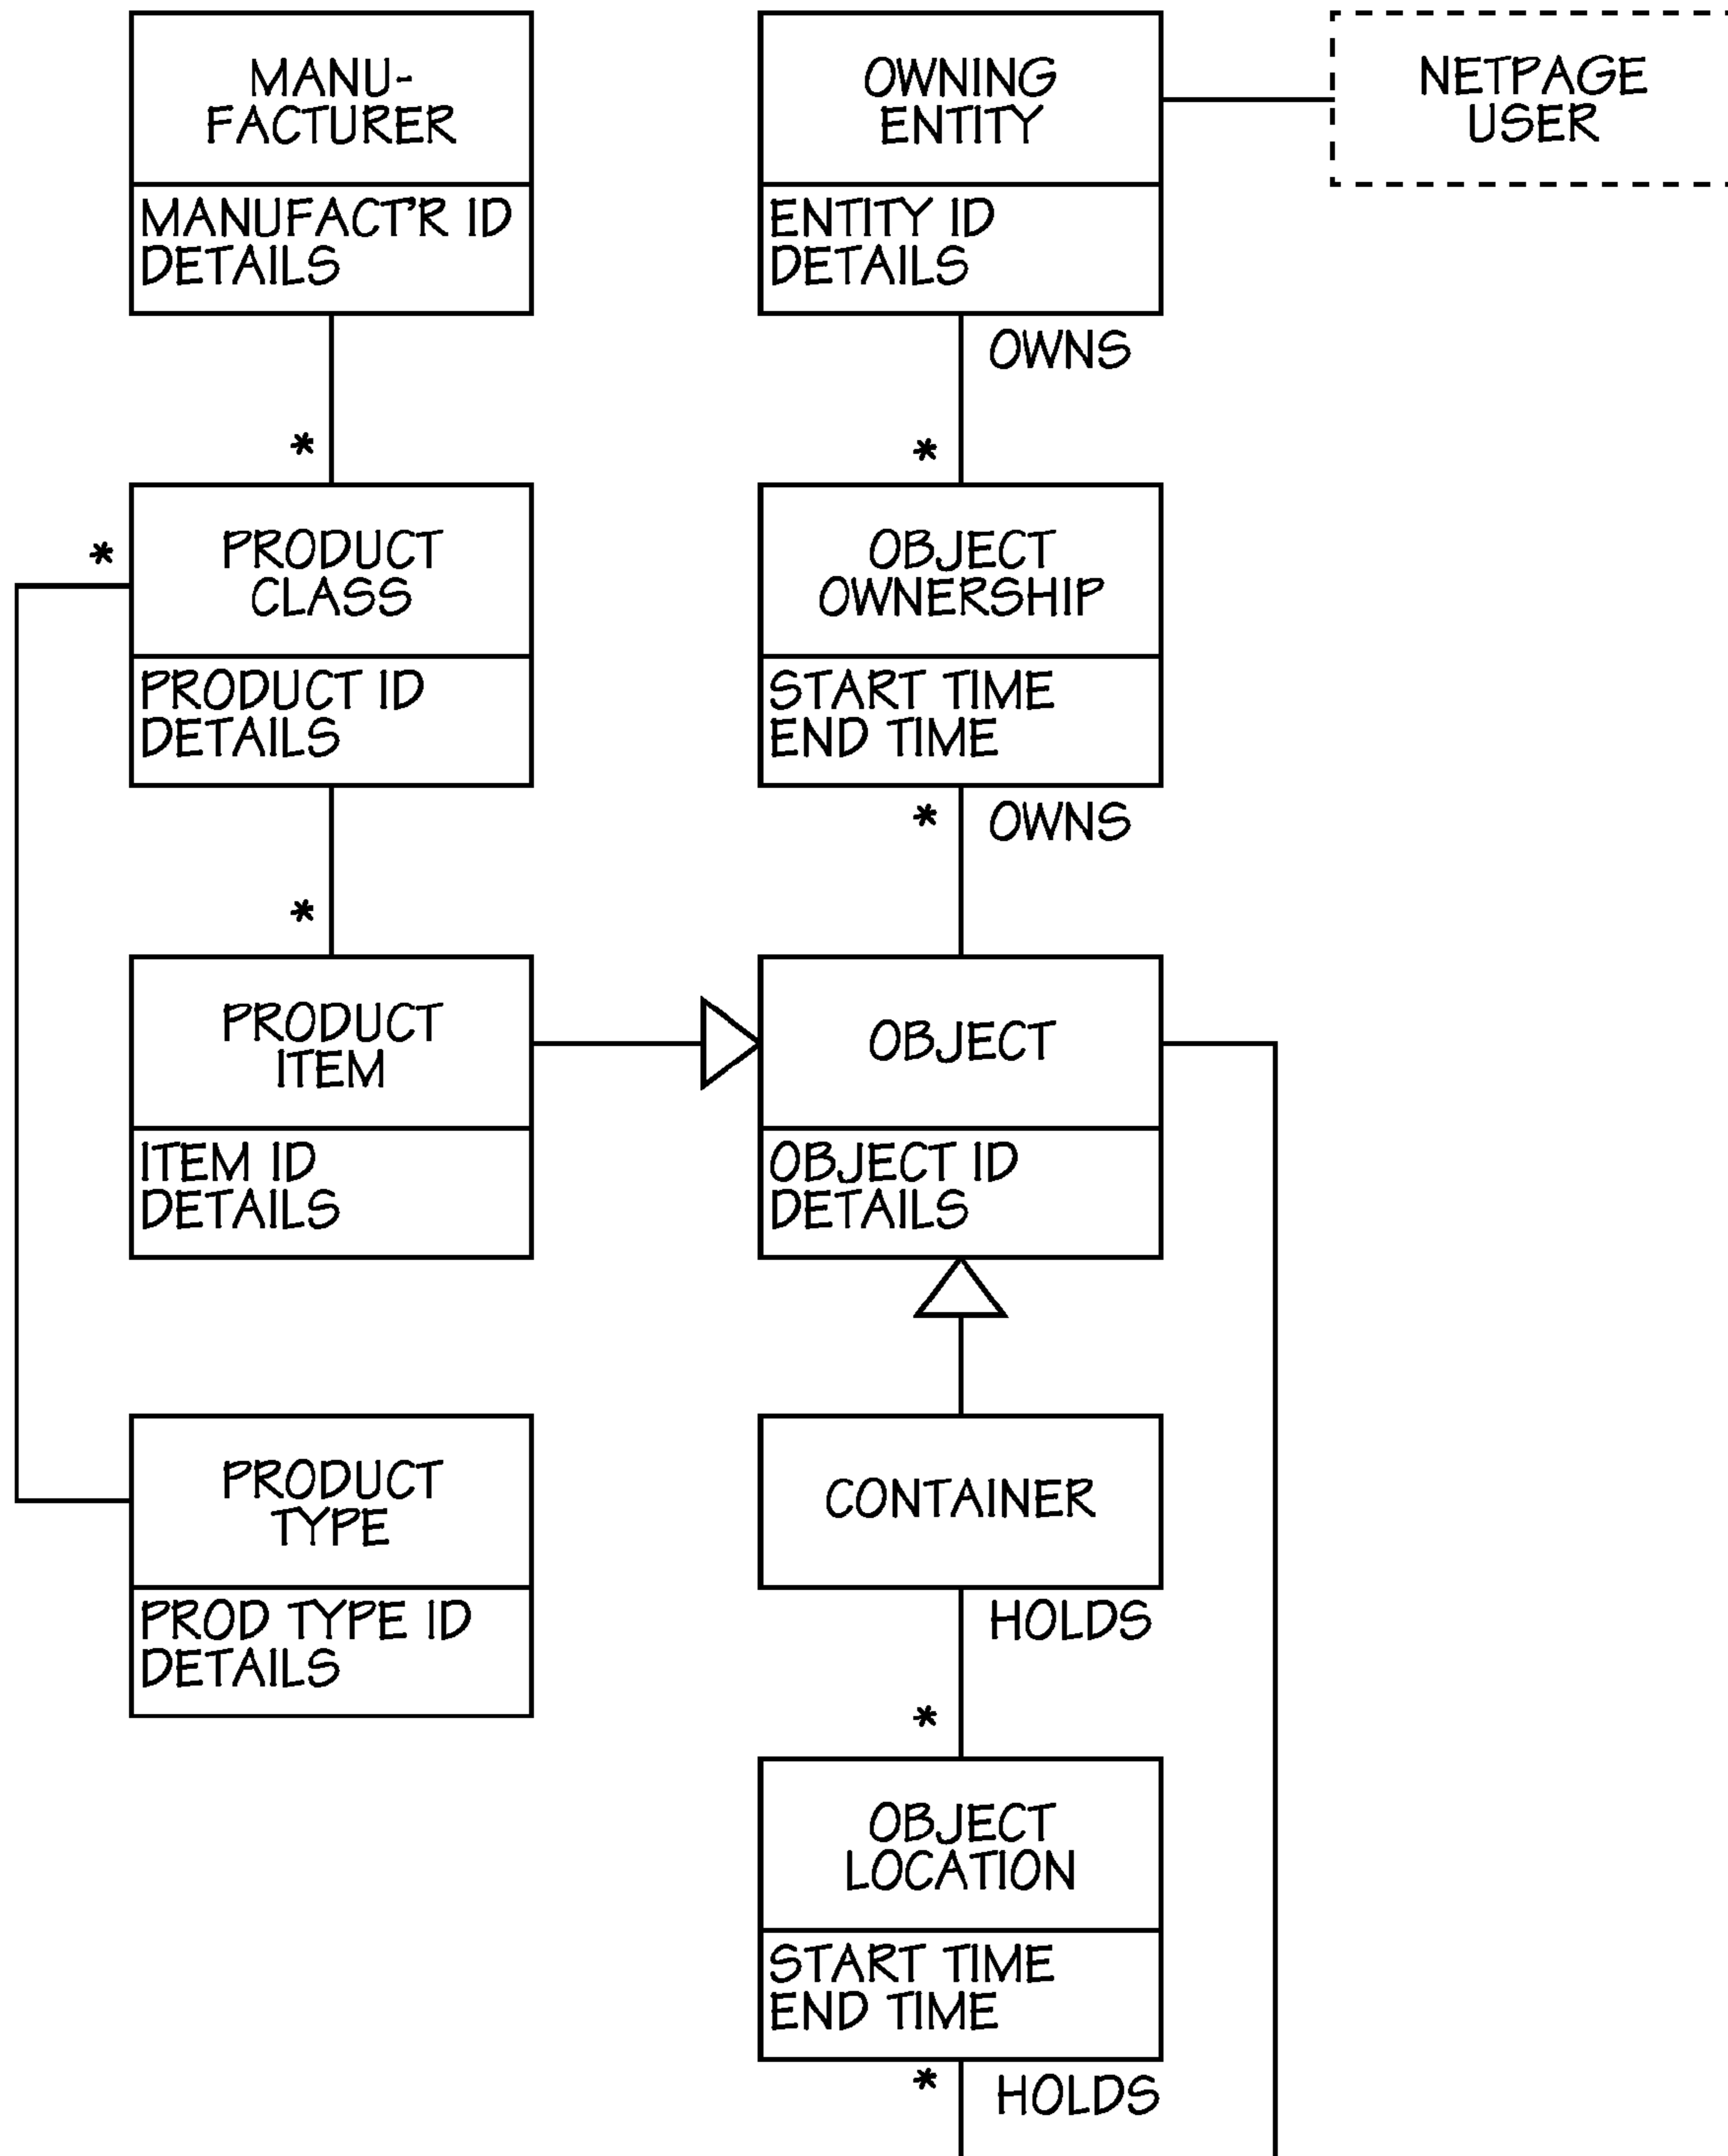 MANU-
FACTURER
MANUFACT'R ID
DETAILS
OWNING
ENTITY
ENTITY ID
DETAILS
NETPAGE
USER
OWNS
*
*
PRODUCT
CLASS
PRODUCT ID
DETAILS
*
OBJECT
OWNERSHIP
START TIME
END TIME
* OWNS
*
PRODUCT
ITEM
ITEM ID
DETAILS
OBJECT
OBJECT ID
DETAILS
PRODUCT
TYPE
PROD TYPE ID
DETAILS
CONTAINER
HOLDS
*
OBJECT
LOCATION
START TIME
END TIME
* HOLDS